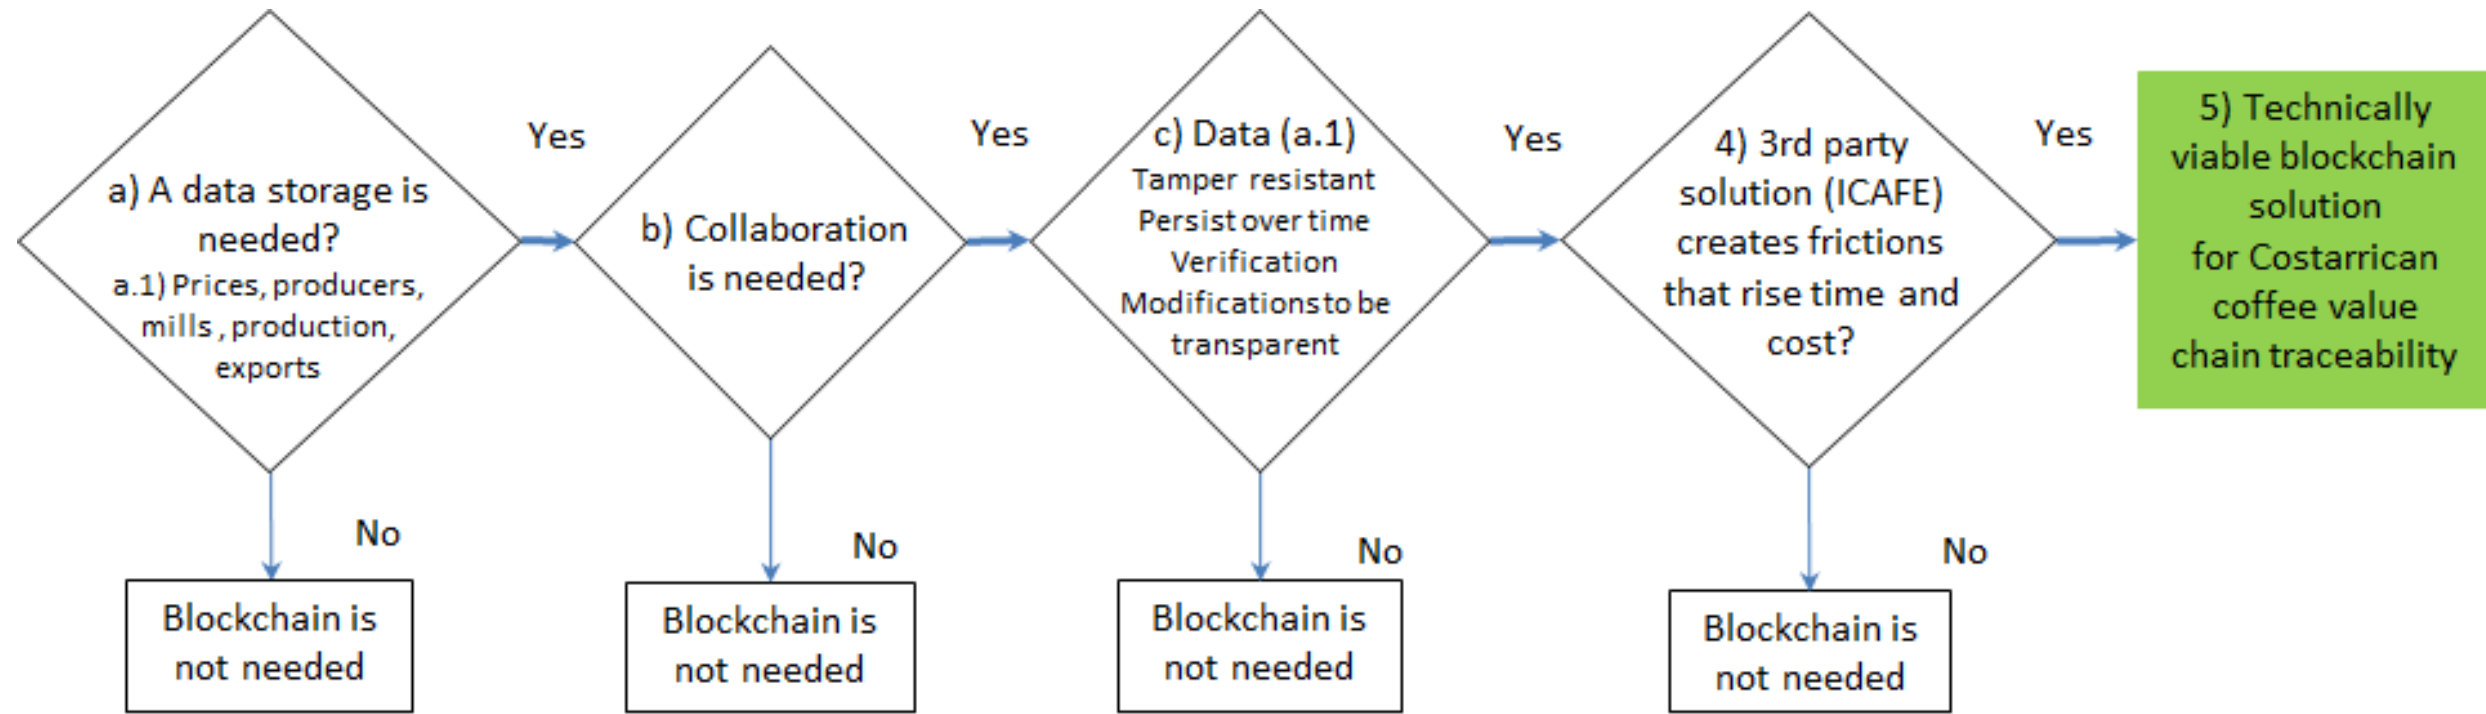 a) A data storage is
needed?
a.1) Prices, producers,
mills , production,
exports
Yes
No
Blockchain is
not needed
b) Collaboration
is needed?
Yes
No
Blockchain is
not needed
c) Data (a.1)
Tamper resistant
Persist over time
Verification
Modifications to be
transparent
Yes
No
Blockchain is
not needed
4) 3rd party
solution (ICAFE)
creates frictions
that rise time and
cost?
Yes
No
Blockchain is
not needed
5) Technically
viable blockchain
solution
for Costarrican
coffee value
chain traceability